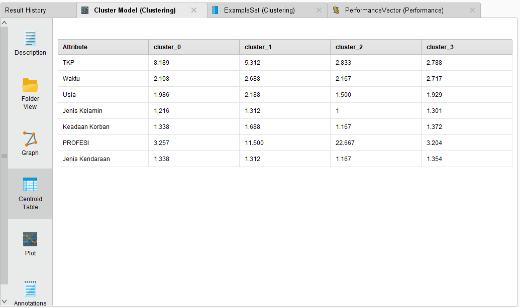 Result History
Cluster Model (Clustering)
ExampleSet (Clustering)
PerformanceVector (Performance)
Description
Folder
View
Graph
Centroid
Table
Plot
Annotations
Attribute cluster_0 cluster_1 cluster_2 cluster_3
TKP 8.189 5.312 2.833 2.788
Waktu 2.108 2.688 2.167 2.717
Usia 1.986 2.188 1.500 1.929
Jenis Kelamin 1.216 1.312 1 1.301
Keadaan Korban 1.338 1.688 1.167 1.372
PROFESI 3.257 11.500 22.667 3.204
Jenis Kendaraan 1.338 1.312 1.167 1.354